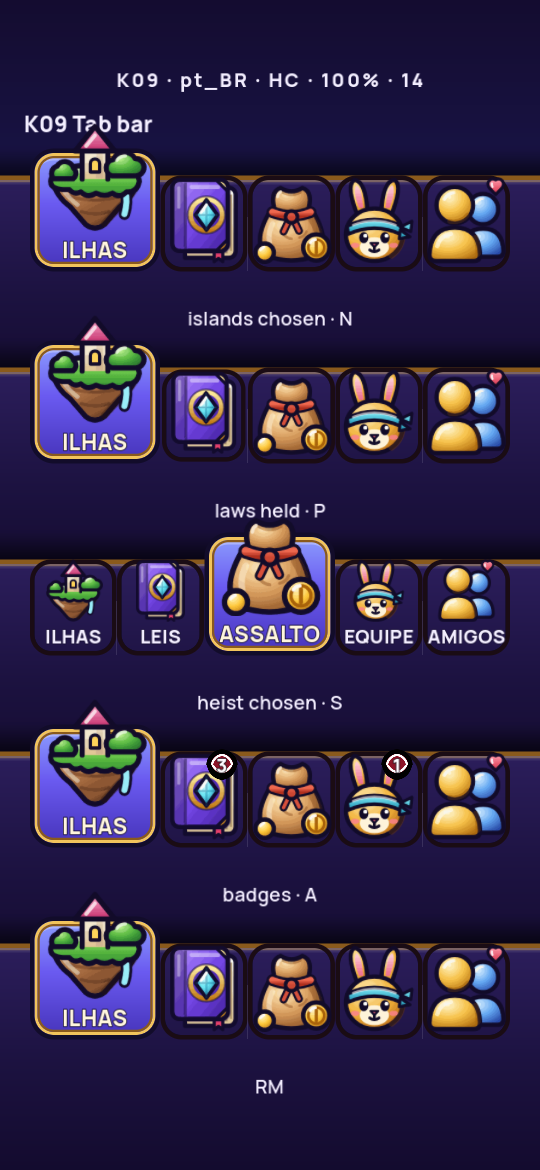 K09 · pt_BR · HC · 100% · 14
K09 Tab bar
ILHAS
islands chosen · N
ILHAS
laws held · P
ILHAS LEIS ASSALTO EQUIPE AMIGOS
heist chosen · S
3 1
ILHAS
badges · A
ILHAS
RM